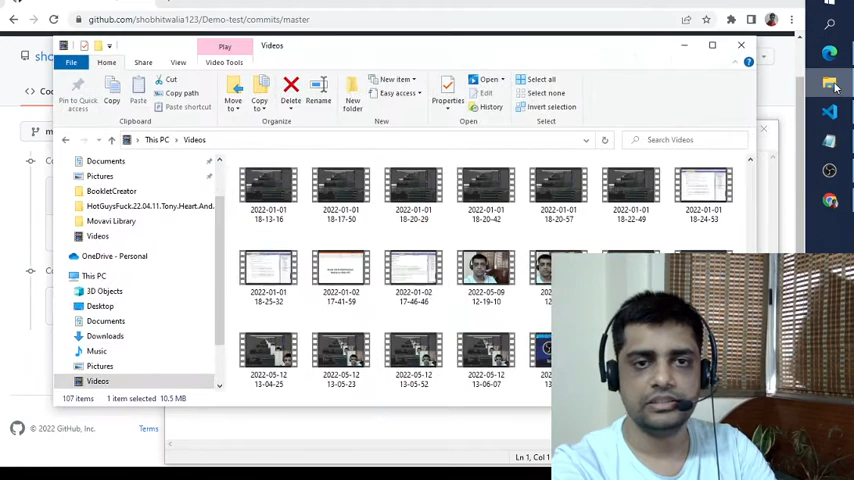 shobhitwalia123/Demo-test/commits/master
Play
Videos
File
Home
Share
View
Video Tools
Pin to Quick access
Copy
Paste
Cut
Copy path
Paste shortcut
Clipboard
Move to
Copy to
Delete
Rename
Organize
New folder
New item
Easy access
New
Properties
Open
Edit
History
Open
Select all
Select none
Invert selection
Select
This PC
Videos
Search Videos
Documents
Pictures
BookletCreator
HotGuysFuck.22.04.11.Tony.Heart.And.
Movavi Library
Videos
OneDrive - Personal
This PC
3D Objects
Desktop
Documents
Downloads
Music
Pictures
Videos
2022-01-01 18-13-16
2022-01-01 18-17-50
2022-01-01 18-20-29
2022-01-01 18-20-42
2022-01-01 18-20-57
2022-01-01 18-22-49
2022-01-01 18-24-53
2022-01-01 18-25-32
2022-01-02 17-41-59
2022-01-02 17-46-46
2022-05-09 12-19-10
2022-05-12 13-04-25
2022-05-12 13-05-23
2022-05-12 13-05-52
2022-05-12 13-06-07
107 items
1 item selected
10.5 MB
© 2022 GitHub, Inc.
Terms
Ln 1, Col 1